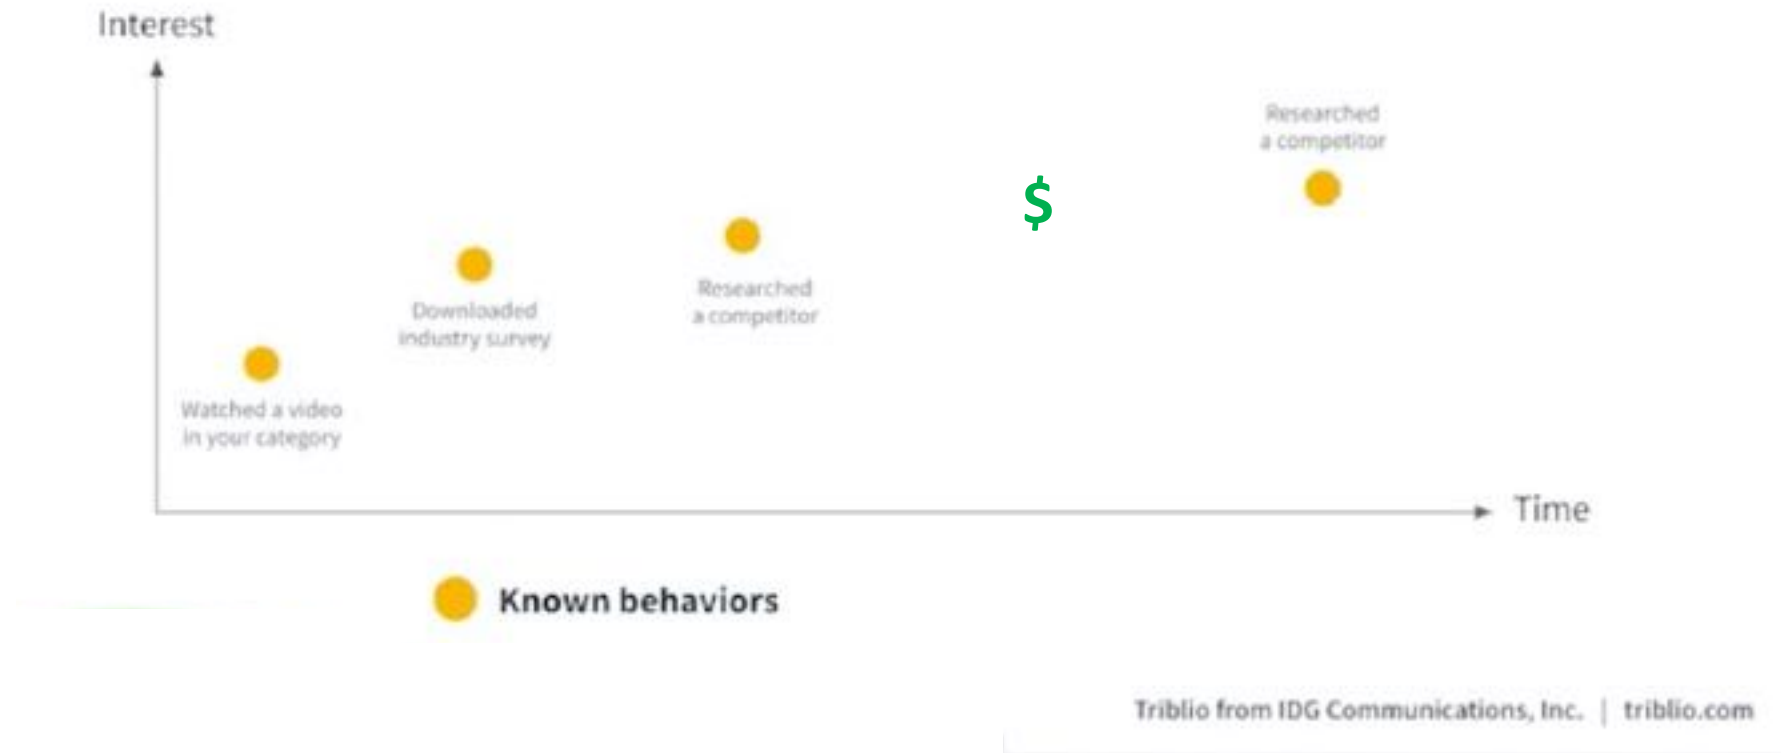 Interest
Researched
a competitor
$
Downloaded
industry survey
Researched
a competitor
Watched a video
in your category
Time
Known behaviors
Triblio from IDG Communications, Inc. | triblio.com